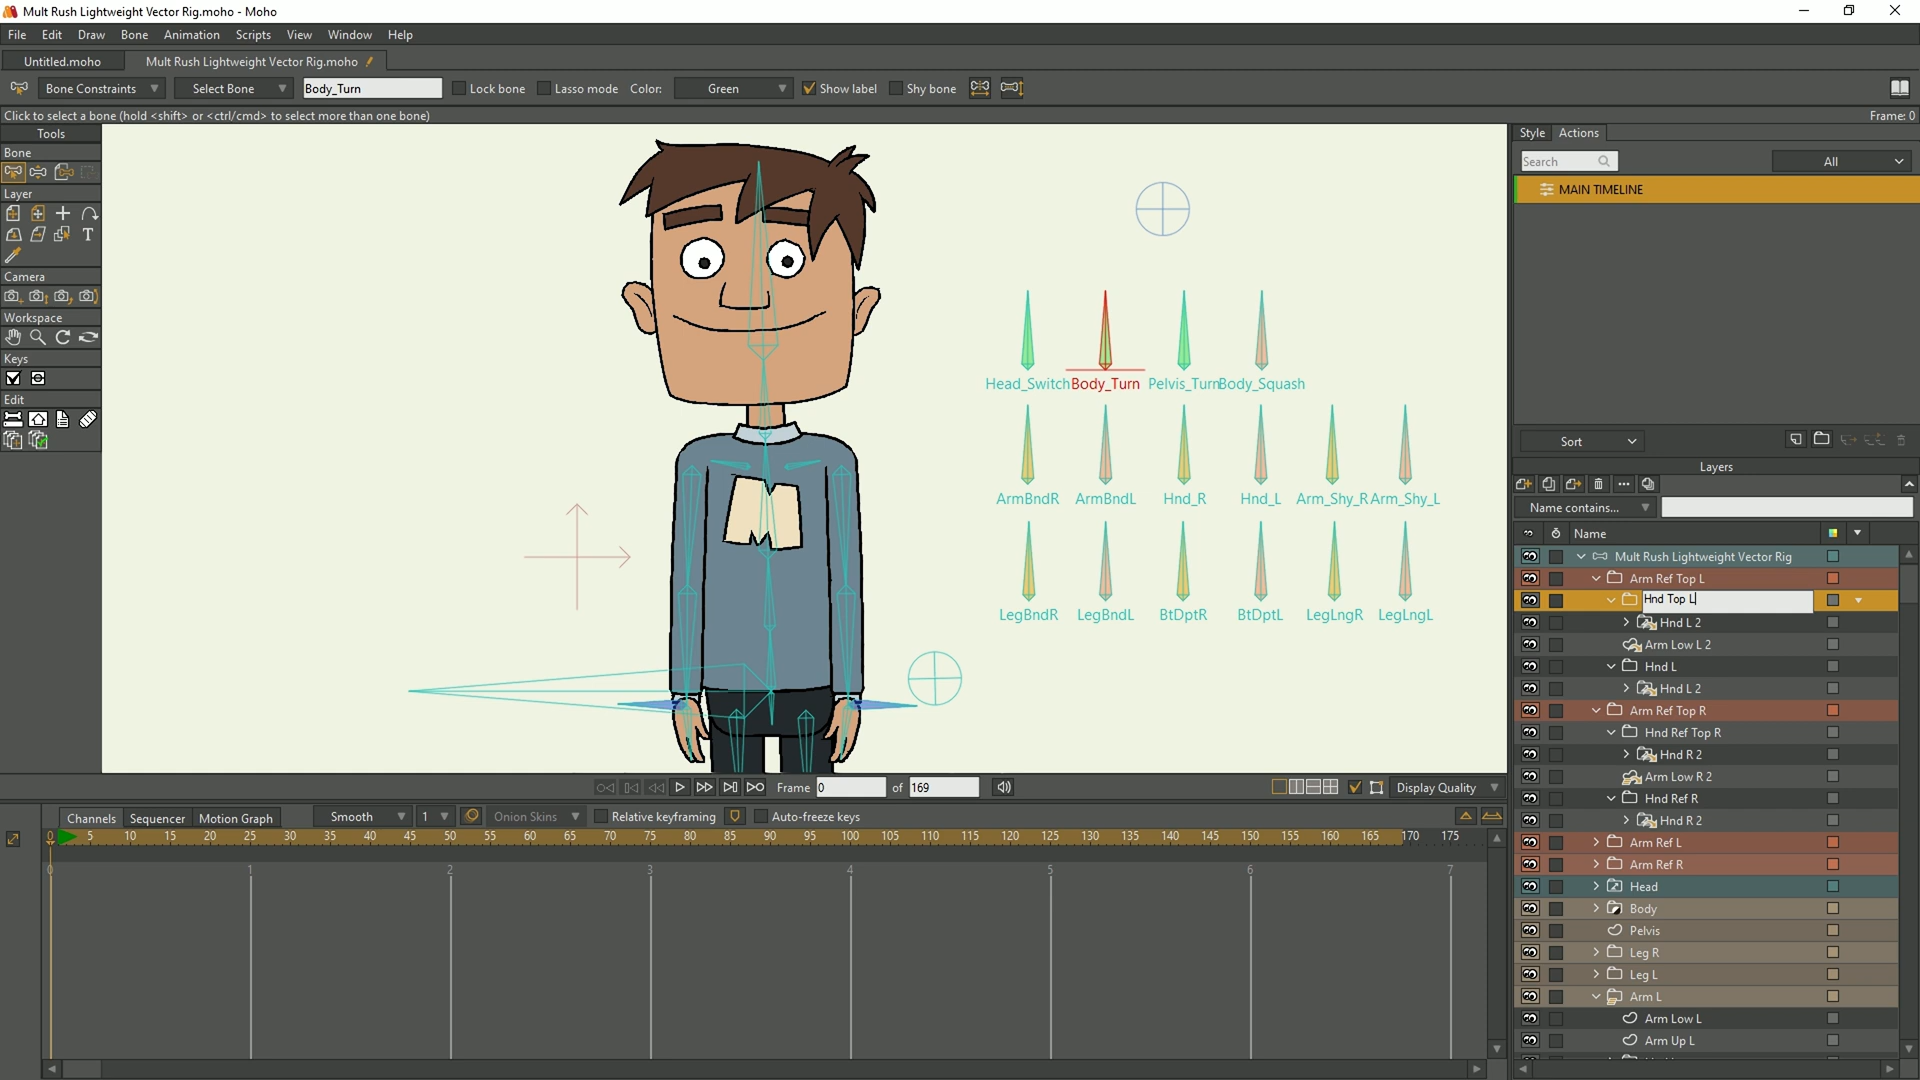 Mult Rush Lightweight Vector Rig.moho - Moho
File Edit Draw Bone Animation Scripts View Window Help
Untitled.moho Mult Rush Lightweight Vector Rig.moho
Bone Constraints Select Bone Body_Turn Lock bone Lasso mode Color: Green Show label Shy bone
Click to select a bone (hold <shift> or <ctrl/cmd> to select more than one bone) Frame: 0
Tools
Bone
Layer
T
Camera
Workspace
Keys
Edit
Head_Switch Body_Turn Pelvis_Turn Body_Squash
ArmBndR ArmBndL Hnd_R Hnd_L Arm_Shy_R Arm_Shy_L
LegBndR LegBndL BtDptR BtDptL LegLngR LegLngL
Style Actions
Search All
MAIN TIMELINE
Sort
Layers
Name contains...
Name
Mult Rush Lightweight Vector Rig
Arm Ref Top L
Hnd Top L
Hnd L 2
Arm Low L 2
Hnd L
Hnd L 2
Arm Ref Top R
Hnd Ref Top R
Hnd R 2
Arm Low R 2
Hnd Ref R
Hnd R 2
Arm Ref L
Arm Ref R
Head
Body
Pelvis
Leg R
Leg L
Arm L
Arm Low L
Arm Up L
Frame 0 of 169 Display Quality
Channels Sequencer Motion Graph Smooth 1 Onion Skins Relative keyframing Auto-freeze keys
0 5 10 15 20 25 30 35 40 45 50 55 60 65 70 75 80 85 90 95 100 105 110 115 120 125 130 135 140 145 150 155 160 165 170 175
0 1 2 3 4 5 6 7